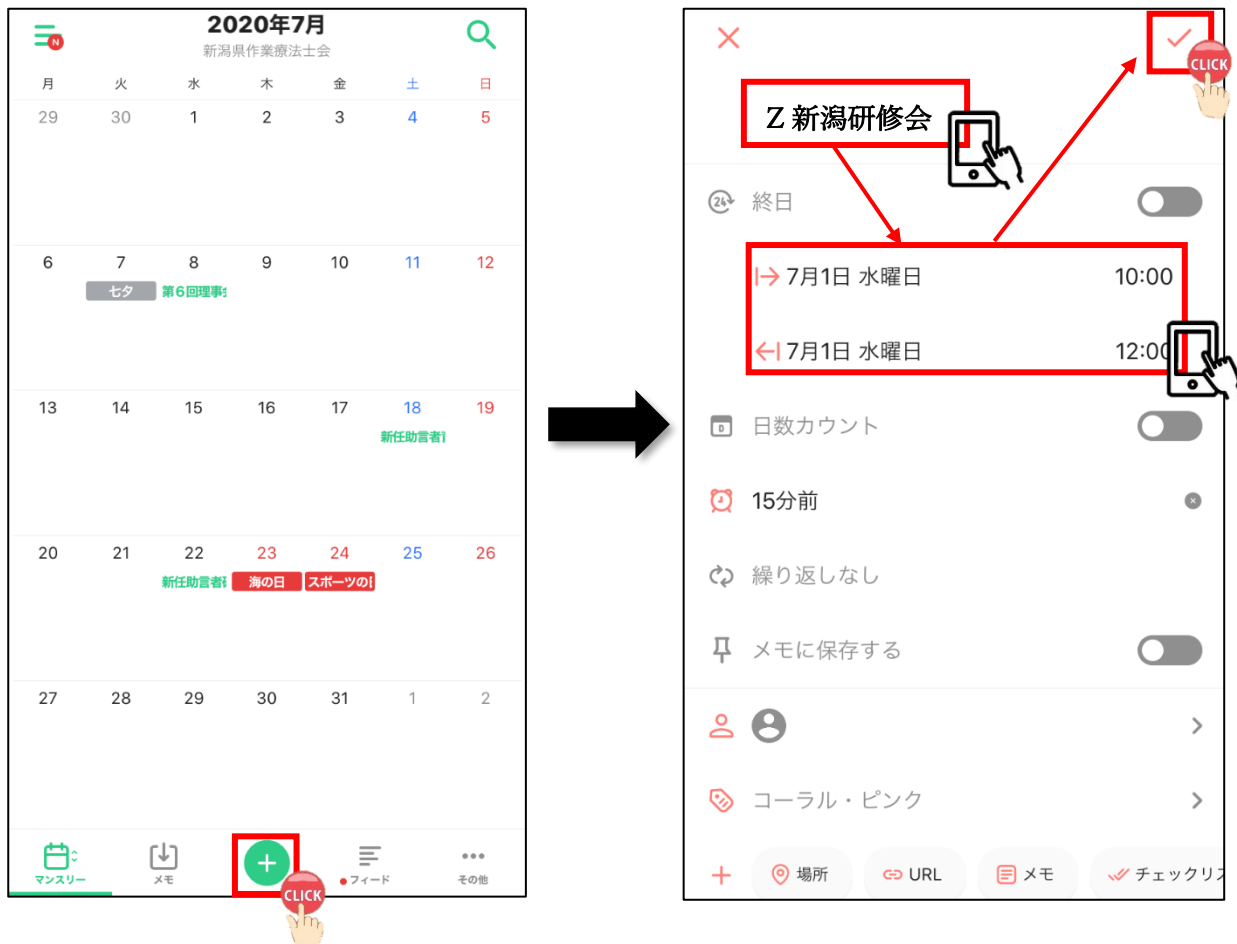 N
2020年7月
新潟県作業療法士会
月 火 水 木 金 土 日
29 30 1 2 3 4 5
6 7 8 9 10 11 12
七夕 第6回理事
13 14 15 16 17 18 19
新任助言者
20 21 22 23 24 25 26
新任助言者 海の日 スポーツの
27 28 29 30 31 1 2
マンスリー メモ フィード その他
CLICK
CLICK
Z 新潟研修会
24 終日
7月1日 水曜日 10:00
7月1日 水曜日 12:00
D 日数カウント
15分前
繰り返しなし
メモに保存する
コーラル・ピンク
場所 URL メモ チェックリス